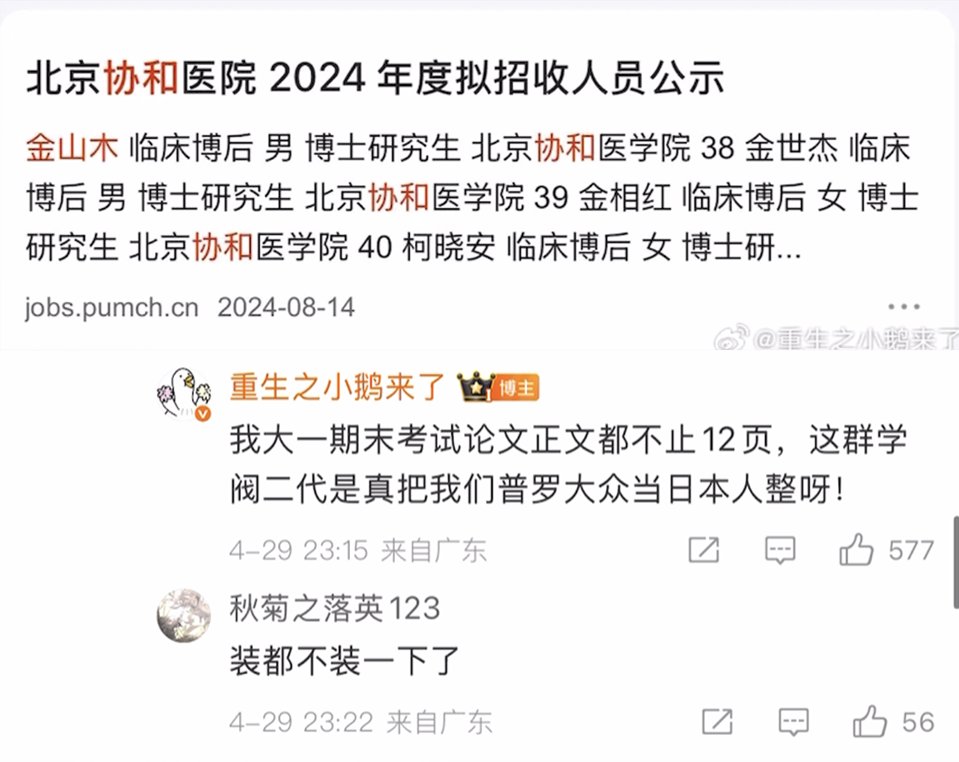 北京协和医院 2024 年度拟招收人员公示
金山木 临床博后 男 博士研究生 北京协和医学院 38 金世杰 临床
博后 男 博士研究生 北京协和医学院 39 金相红 临床博后 女 博士
研究生 北京协和医学院 40 柯晓安 临床博后 女 博士研...
jobs.pumch.cn 2024-08-14
@重生之小鹅来了
重生之小鹅来了 博主
我大一期末考试论文正文都不止12页，这群学
阀二代是真把我们普罗大众当日本人整呀！
4-29 23:15 来自广东
577
秋菊之落英123
装都不装一下了
4-29 23:22 来自广东
56